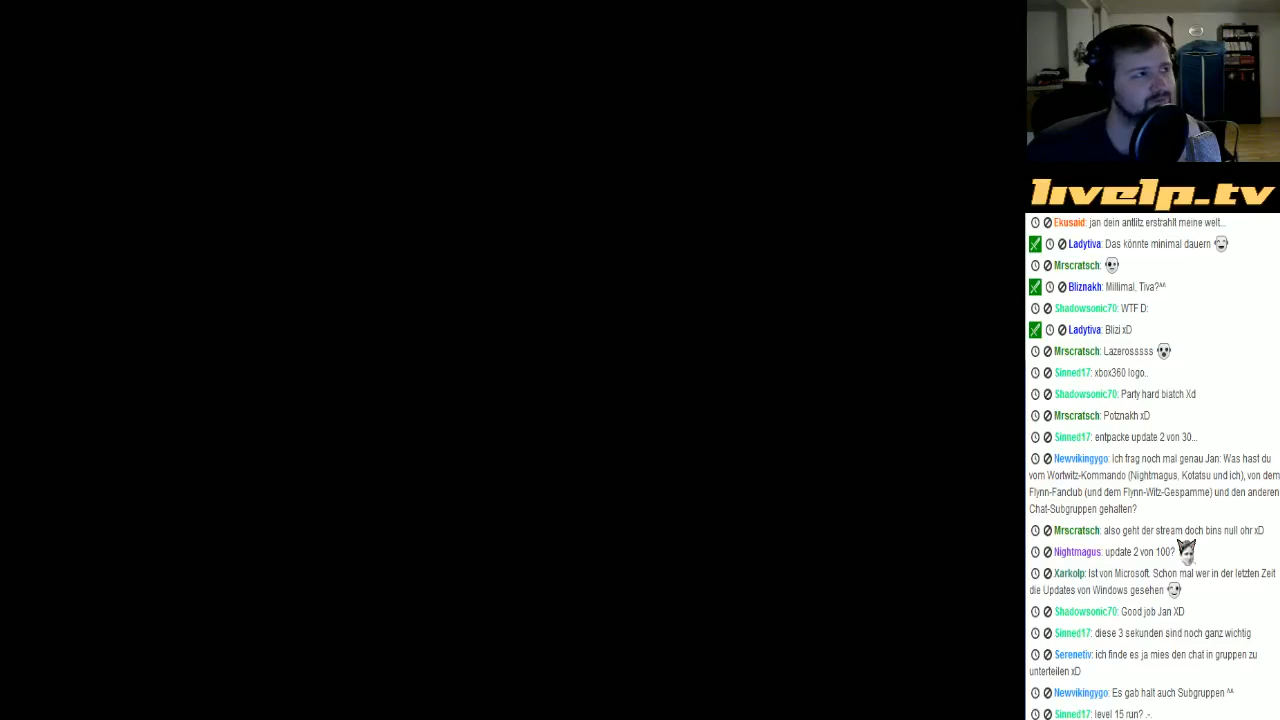 livelp.tv
Ekusaid: jan dein antlitz erstrahlt meine welt...
Ladytiva: Das könnte minimal dauern
Mrscratsch:
Bliznakh: Millimal, Tiva?^^
Shadowsonic70: WTF D:
Ladytiva: Blizi xD
Mrscratsch: Lazerosssss
Sinned17: xbox360 logo..
Shadowsonic70: Party hard biatch Xd
Mrscratsch: Potznakh xD
Sinned17: entpacke update 2 von 30...
Newvikingygo: Ich frag noch mal genau Jan: Was hast du
vom Wortwitz-Kommando (Nightmagus, Kotatsu und ich), von dem
Flynn-Fanclub (und dem Flynn-Witz-Gespamme) und den anderen
Chat-Subgruppen gehalten?
Mrscratsch: also geht der stream doch bins null ohr xD
Nightmagus: update 2 von 100?
Xarkolp: Ist von Microsoft. Schon mal wer in der letzten Zeit
die Updates von Windows gesehen
Shadowsonic70: Good job Jan XD
Sinned17: diese 3 sekunden sind noch ganz wichtig
Serenetiv: ich finde es ja mies den chat in gruppen zu
unterteilen xD
Newvikingygo: Es gab halt auch Subgruppen ^^
Sinned17: level 15 run? .-.